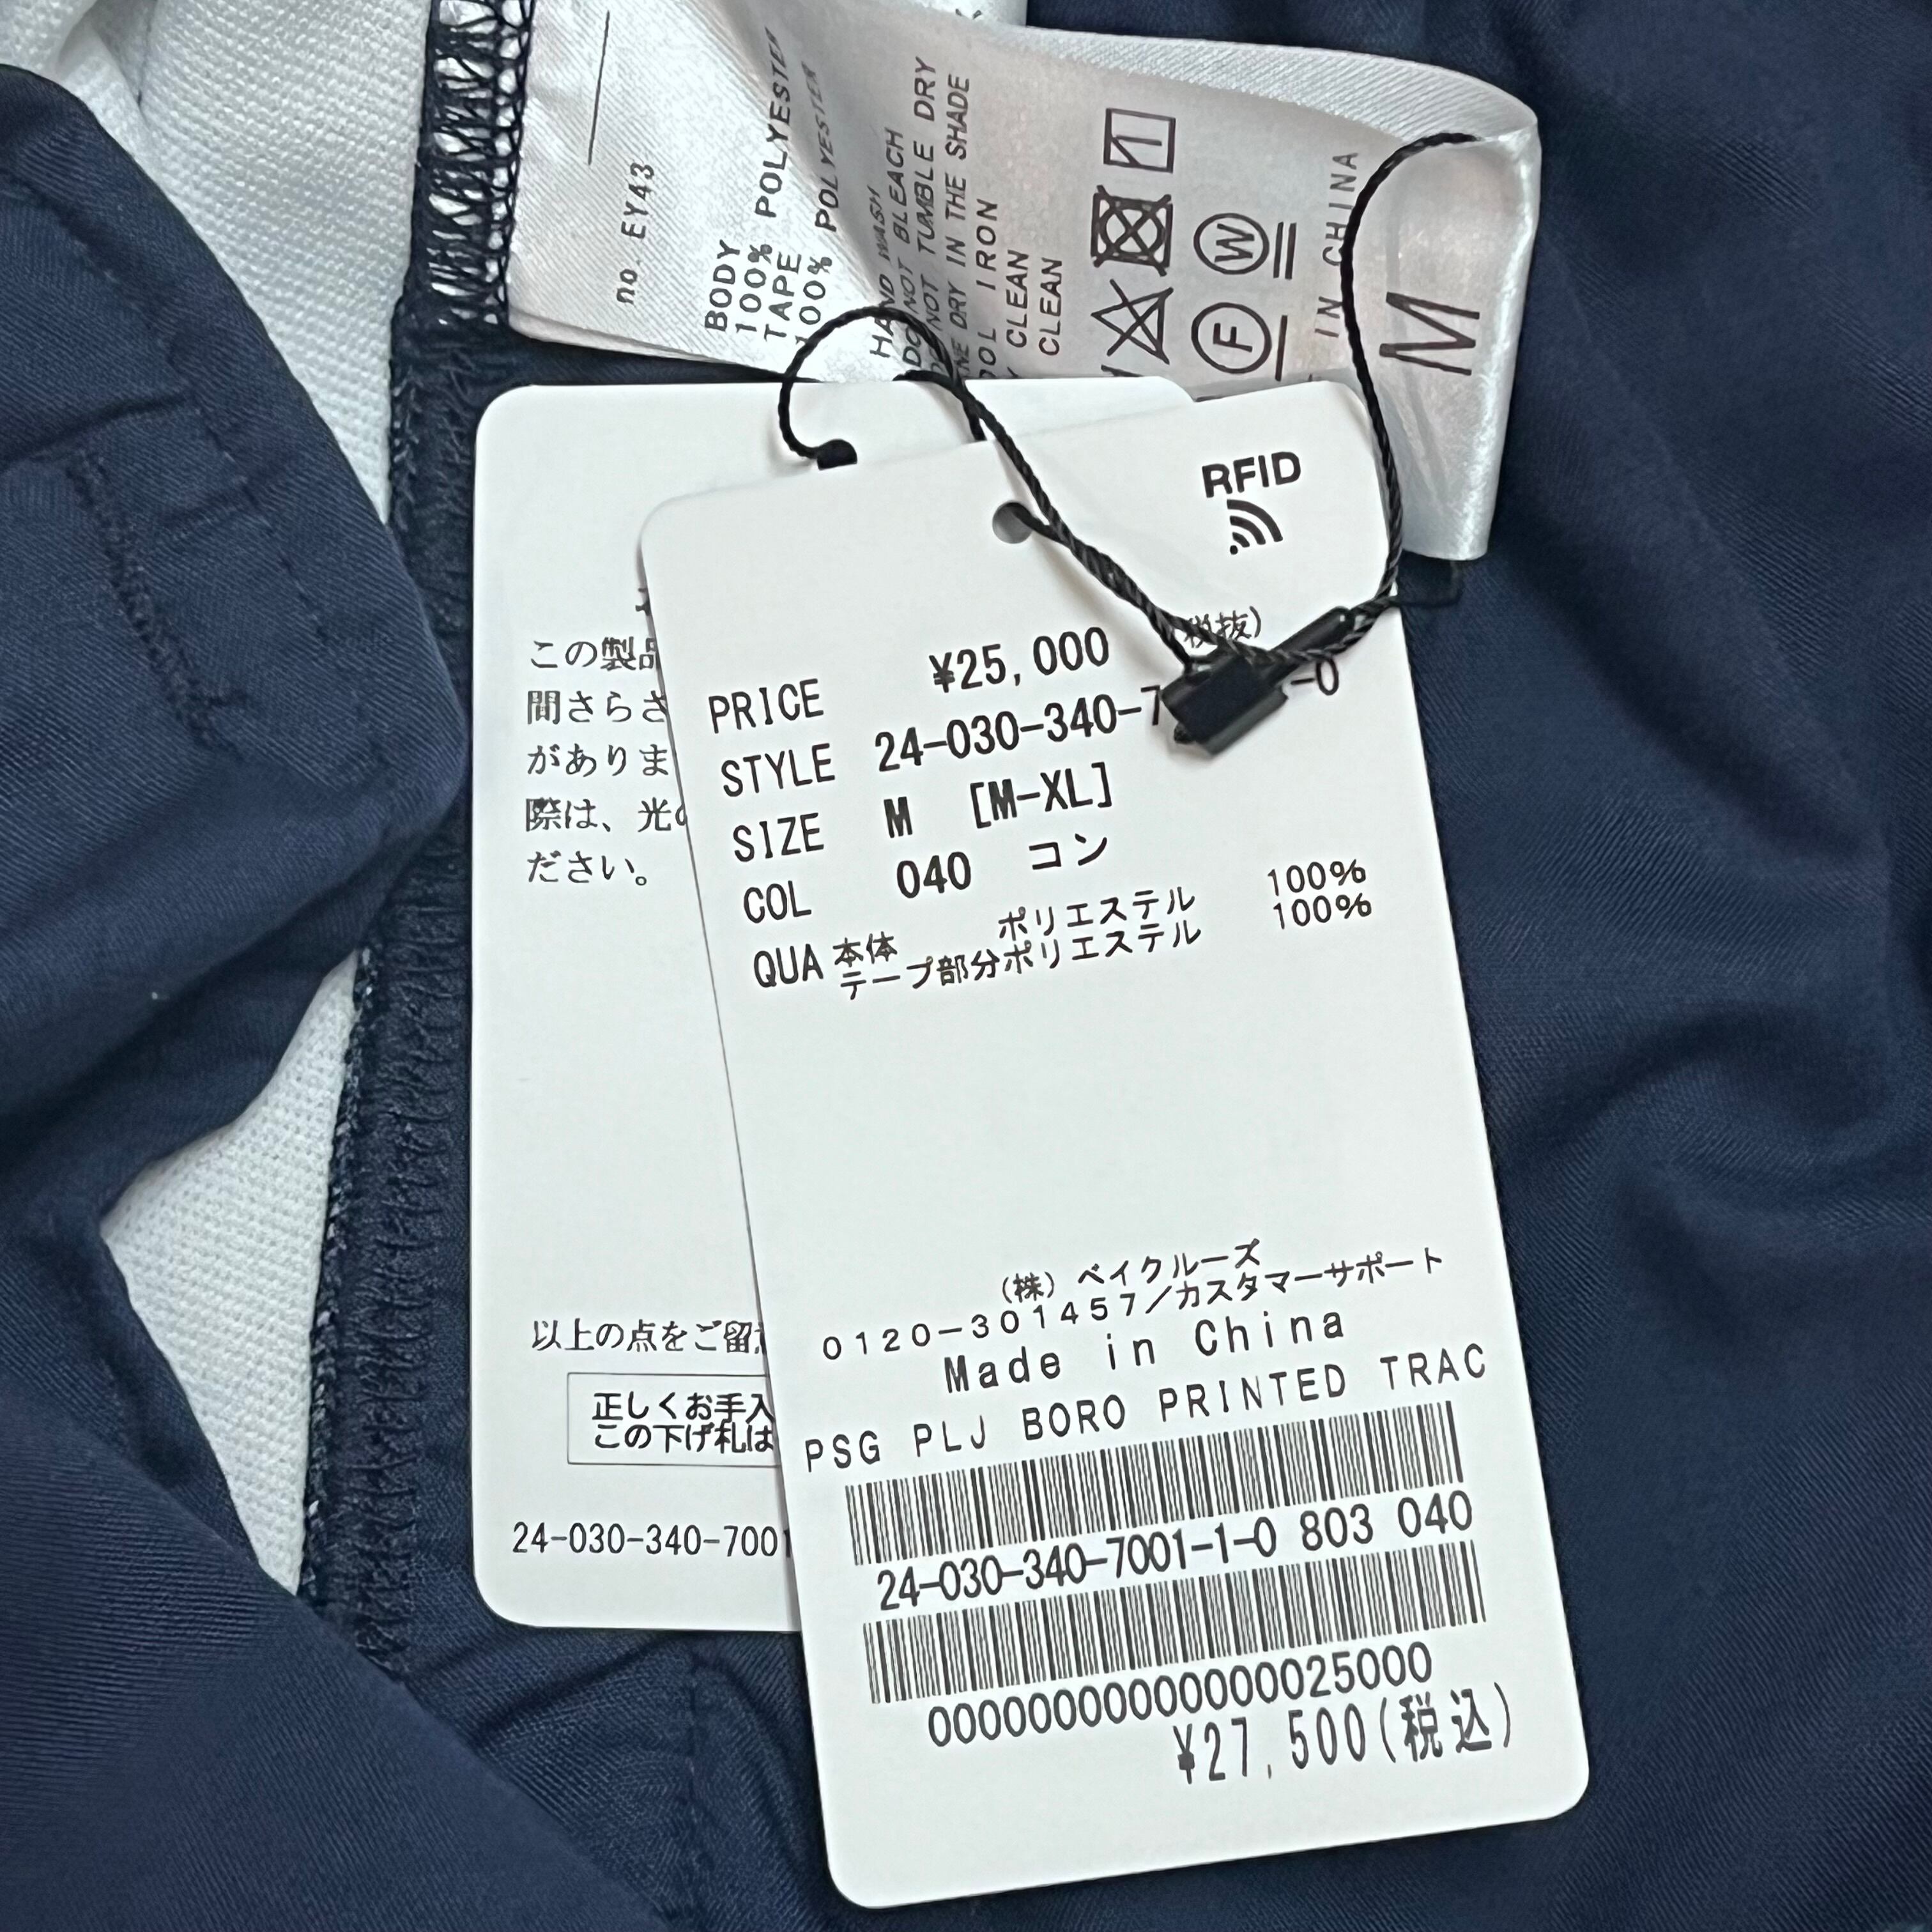 no. EY43
BODY
100% POLYESTER
TAPE
100% POLYESTER
HAND WASH
DO NOT BLEACH
DO NOT TUMBLE DRY
DRY IN THE SHADE
IRON
CLEAN
CLEAN
W
F
IN CHINA
M
この製品
間さらさ
がありま
際は、光の
ださい。
以上の点をご留
正しくお手入
この下げ札は
24-030-340-7001
RFID
(税抜)
PRICE ¥25,000
STYLE 24-030-340-7 -0
SIZE M [M-XL]
COL 040 コン
QUA 本体 ポリエステル 100%
テープ部分ポリエステル 100%
(株) ベイクルーズ
0120-301457/カスタマーサポート
Made in China
PSG PLJ BORO PRINTED TRAC
24-030-340-7001-1-0 803 040
00000000000000025000
¥27,500(税込)